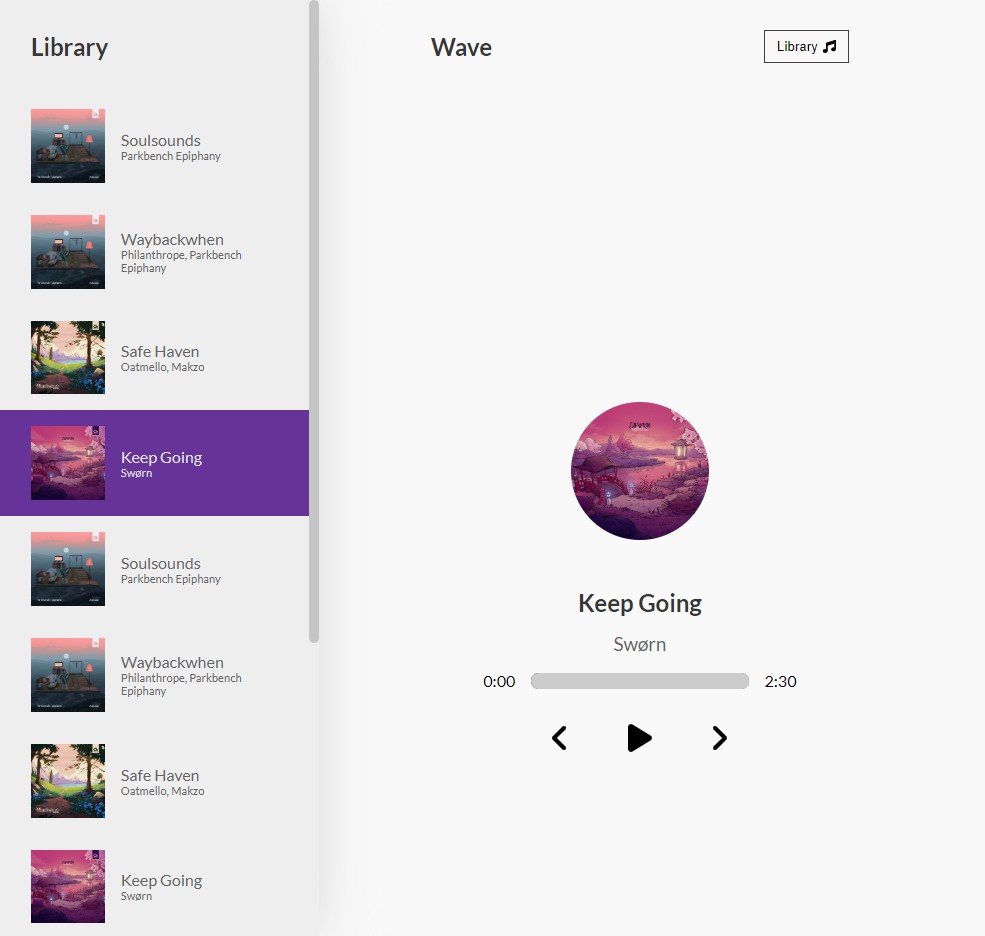 Library
Soulsounds
Parkbench Epiphany
Waybackwhen
Philanthrope, Parkbench
Epiphany
Safe Haven
Oatmello, Makzo
Keep Going
Swørn
Soulsounds
Parkbench Epiphany
Waybackwhen
Philanthrope, Parkbench
Epiphany
Safe Haven
Oatmello, Makzo
Keep Going
Swørn
Wave
Library
Keep Going
Swørn
0:00
2:30